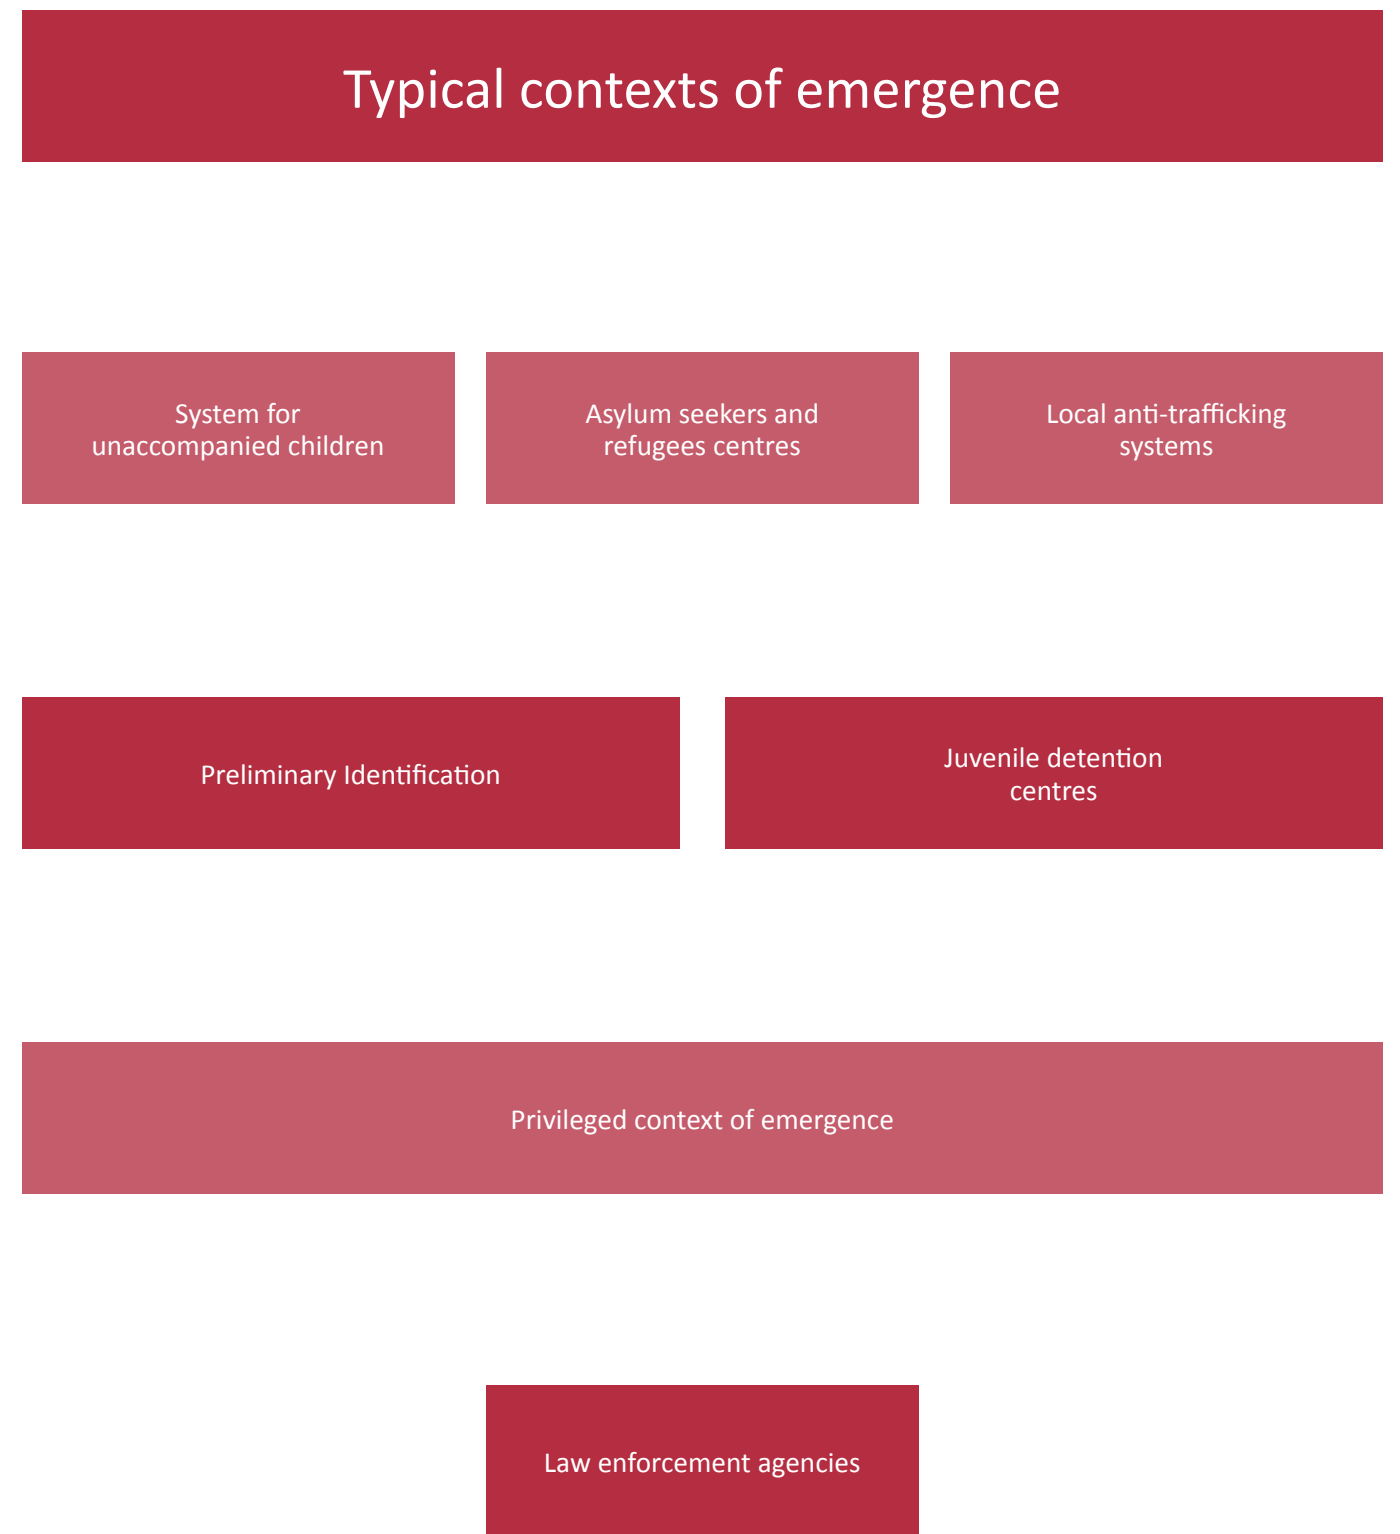 Typical contexts of emergence
System for
unaccompanied children
Asylum seekers and
refugees centres
Local anti-trafficking
systems
Preliminary Identification
Juvenile detention
centres
Privileged context of emergence
Law enforcement agencies